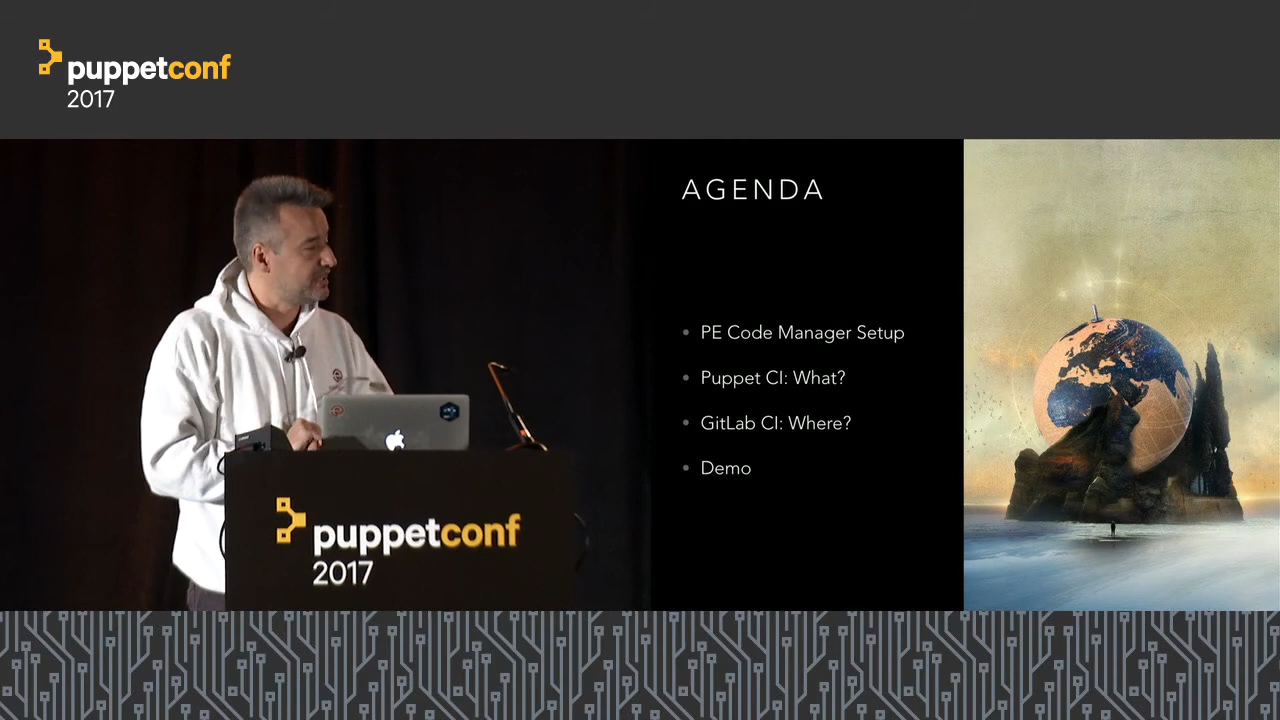 puppetconf
2017
AGENDA
PE Code Manager Setup
Puppet CI: What?
GitLab CI: Where?
Demo
puppetconf
2017